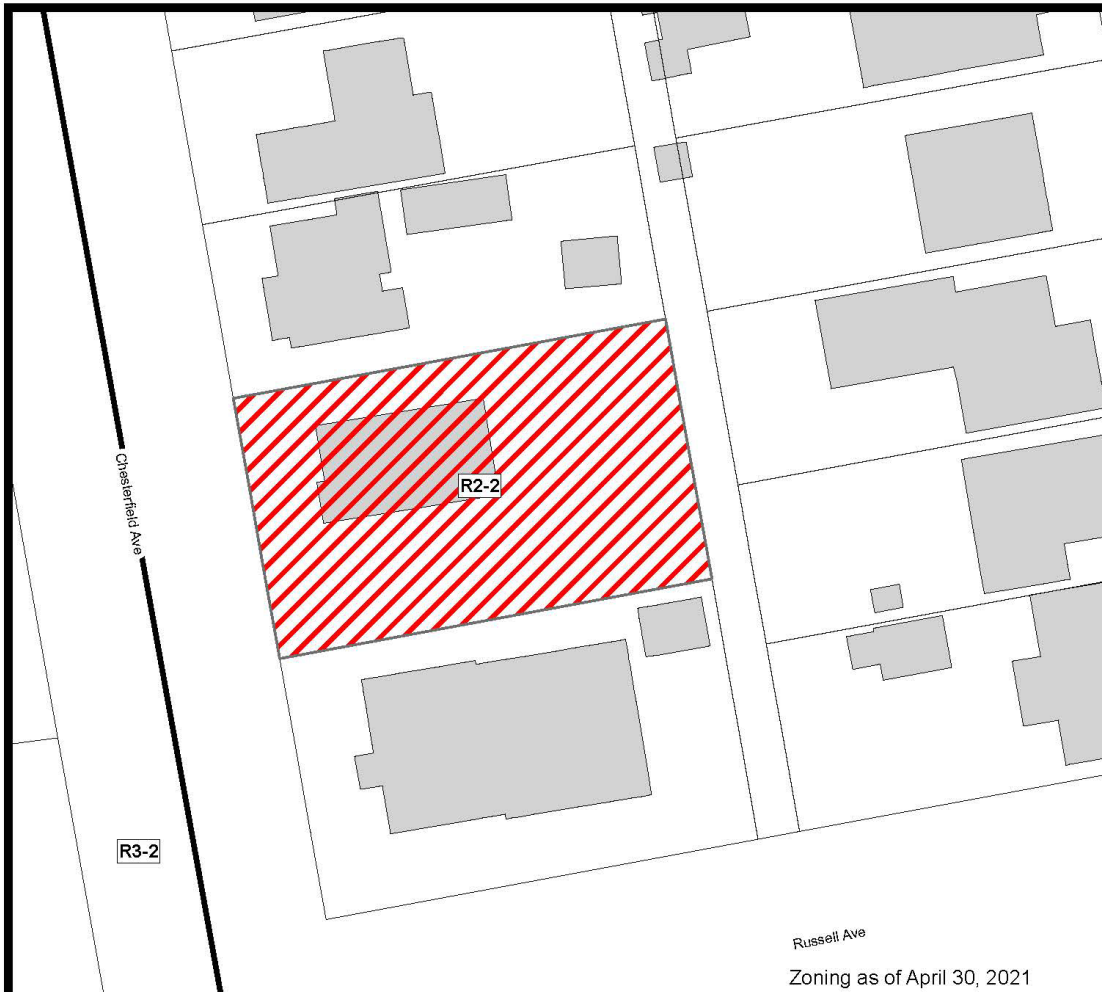 Chesterfield Ave
R2-2
R3-2
Russell Ave
Zoning as of April 30, 2021